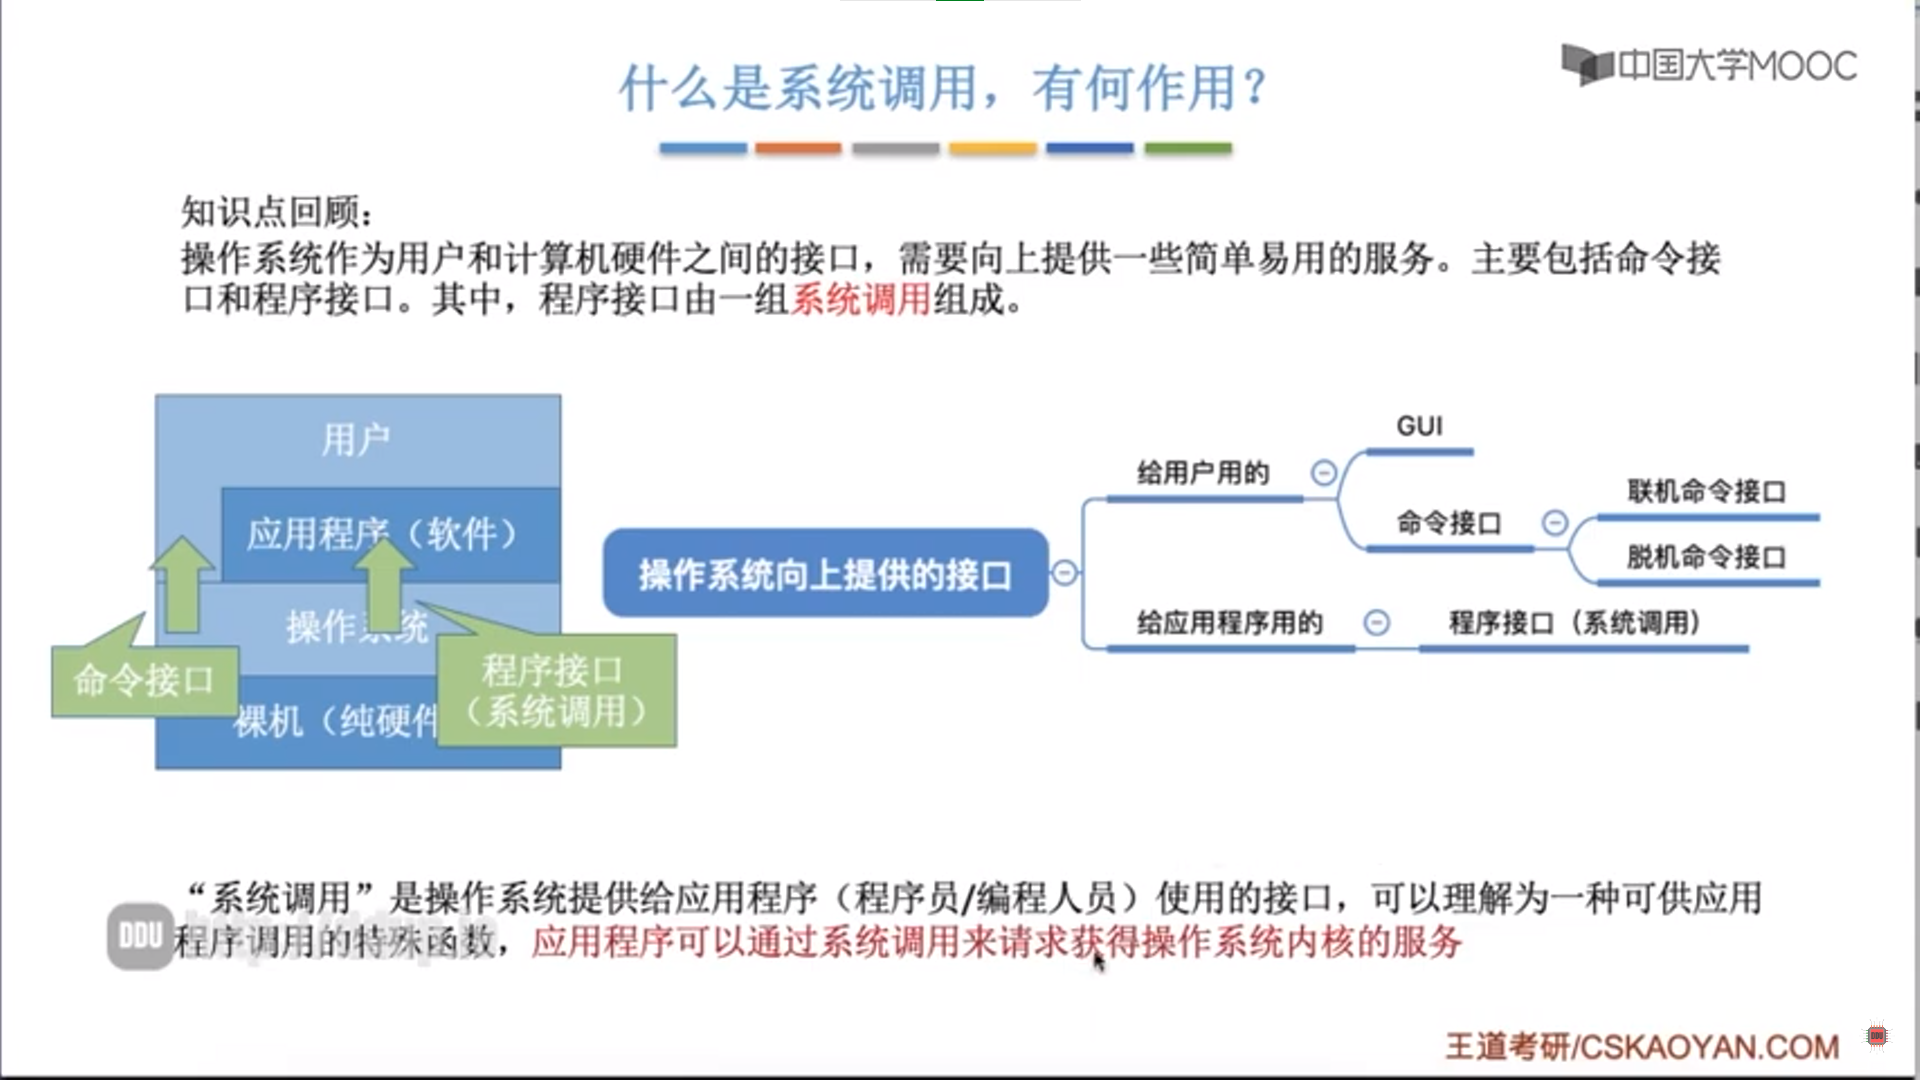 什么是系统调用，有何作用？
中国大学MOOC
知识点回顾：
操作系统作为用户和计算机硬件之间的接口，需要向上提供一些简单易用的服务。主要包括命令接
口和程序接口。其中，程序接口由一组系统调用组成。
用户
应用程序（软件）
操作系统
命令接口
程序接口
（系统调用）
裸机（纯硬件
操作系统向上提供的接口
给用户用的
GUI
命令接口
联机命令接口
脱机命令接口
给应用程序用的
程序接口（系统调用）
“系统调用”是操作系统提供给应用程序（程序员/编程人员）使用的接口，可以理解为一种可供应用
程序调用的特殊函数，应用程序可以通过系统调用来请求获得操作系统内核的服务
DDU
王道考研/CSKAOYAN.COM